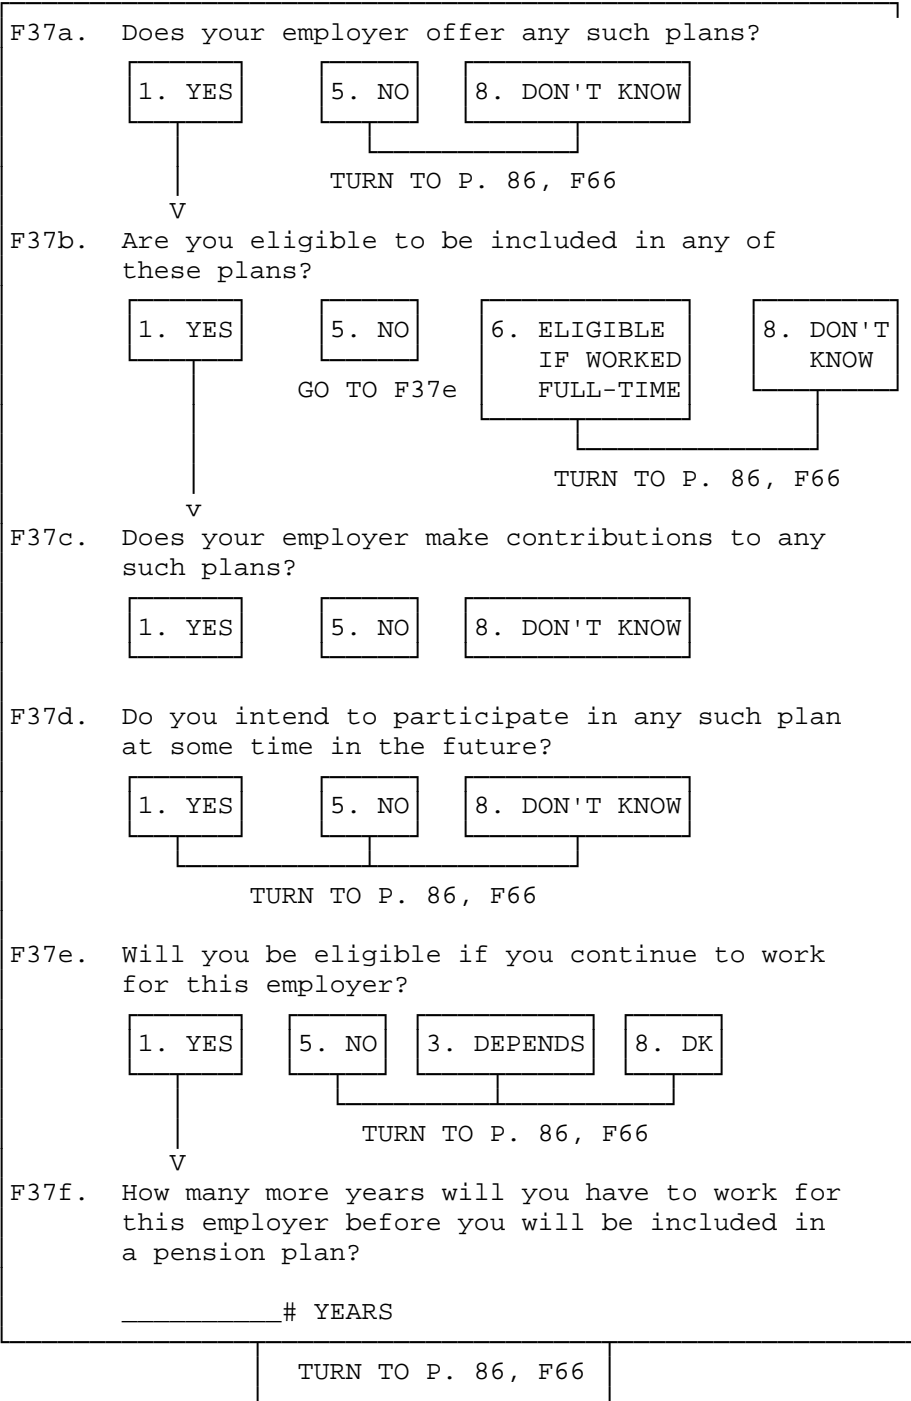 F37a. Does your employer offer any such plans?
1. YES 5. NO 8. DON'T KNOW
TURN TO P. 86, F66
V
F37b. Are you eligible to be included in any of
these plans?
1. YES 5. NO 6. ELIGIBLE 8. DON'T
IF WORKED KNOW
GO TO F37e FULL-TIME
TURN TO P. 86, F66
v
F37c. Does your employer make contributions to any
such plans?
1. YES 5. NO 8. DON'T KNOW
F37d. Do you intend to participate in any such plan
at some time in the future?
1. YES 5. NO 8. DON'T KNOW
TURN TO P. 86, F66
F37e. Will you be eligible if you continue to work
for this employer?
1. YES 5. NO 3. DEPENDS 8. DK
TURN TO P. 86, F66
V
F37f. How many more years will you have to work for
this employer before you will be included in
a pension plan?
__________# YEARS
TURN TO P. 86, F66